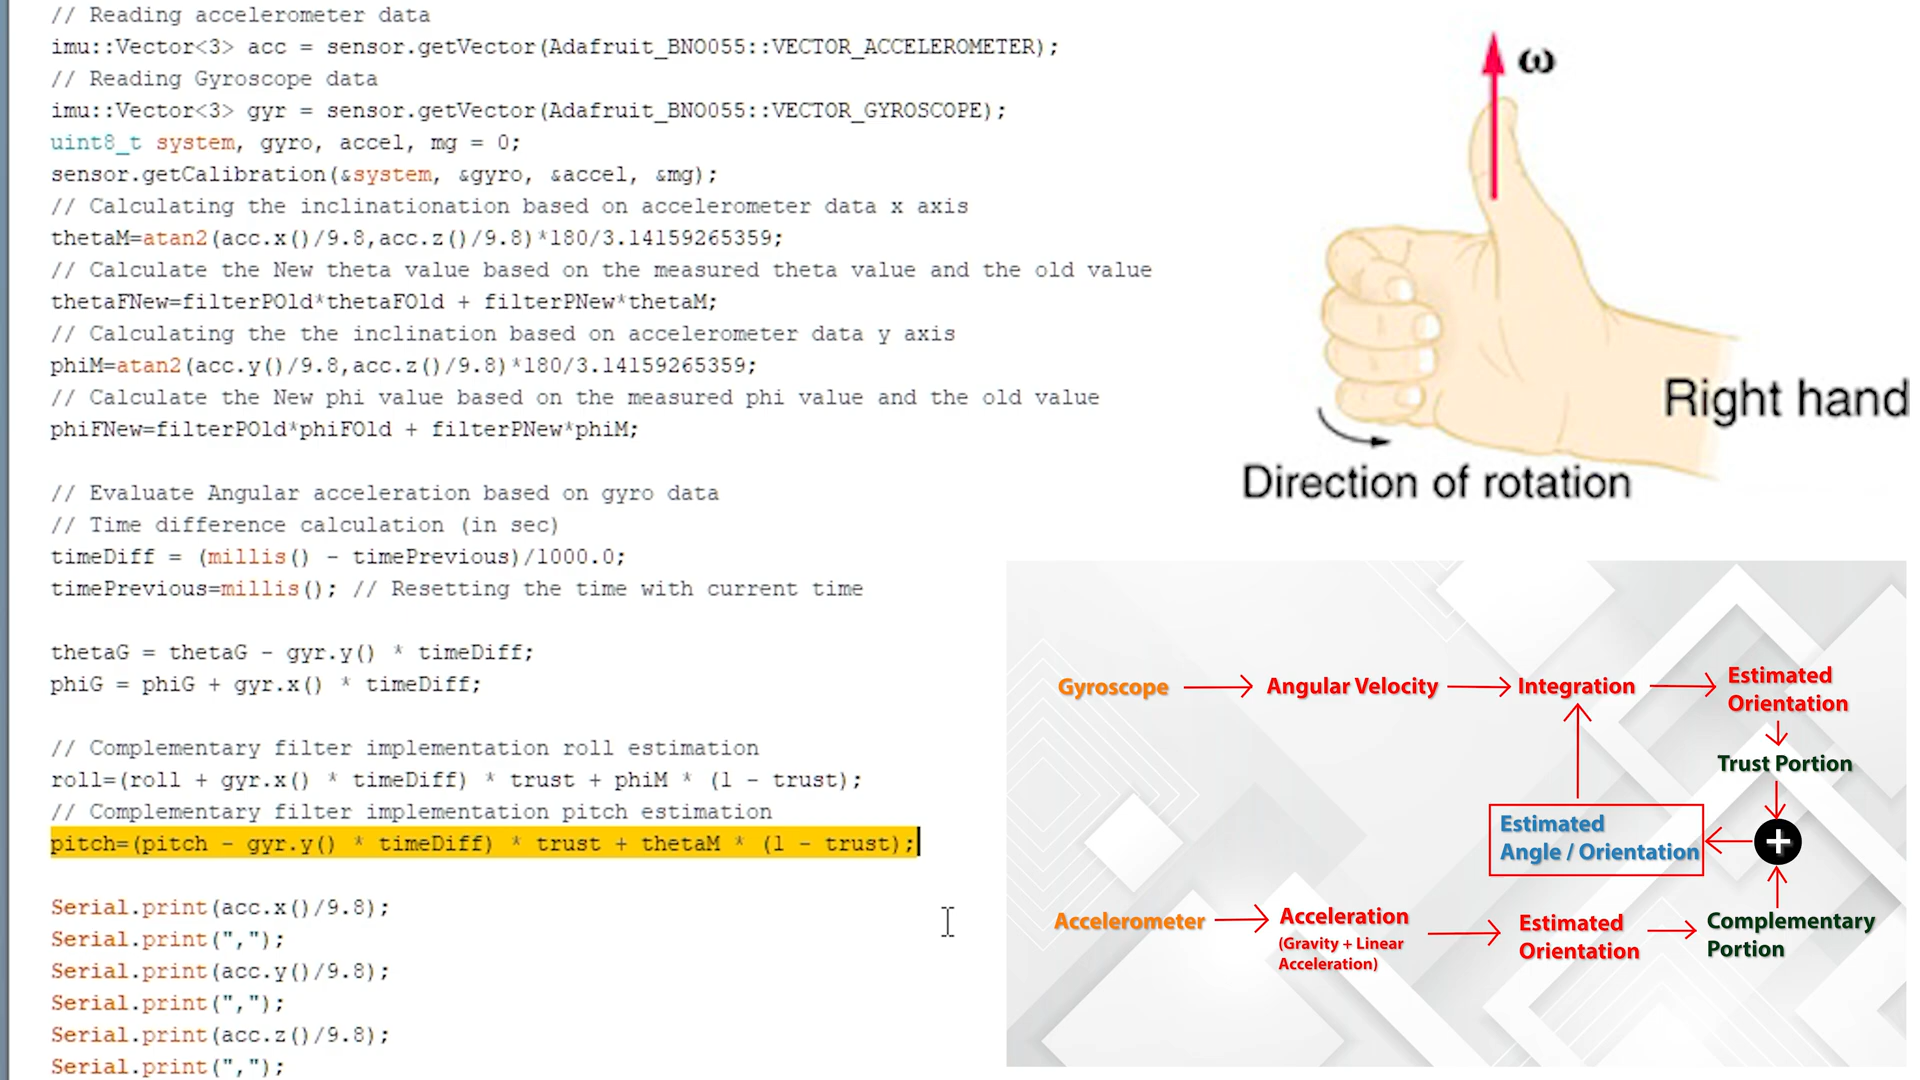 // Reading accelerometer data
imu::Vector<3> acc = sensor.getVector(Adafruit_BNO055::VECTOR_ACCELEROMETER);
// Reading Gyroscope data
imu::Vector<3> gyr = sensor.getVector(Adafruit_BNO055::VECTOR_GYROSCOPE);
uint8_t system, gyro, accel, mg = 0;
sensor.getCalibration(&system, &gyro, &accel, &mg);
// Calculating the inclinationation based on accelerometer data x axis
thetaM=atan2(acc.x()/9.8,acc.z()/9.8)*180/3.14159265359;
// Calculate the New theta value based on the measured theta value and the old value
thetaFNew=filterPOld*thetaFOld + filterPNew*thetaM;
// Calculating the the inclination based on accelerometer data y axis
phiM=atan2(acc.y()/9.8,acc.z()/9.8)*180/3.14159265359;
// Calculate the New phi value based on the measured phi value and the old value
phiFNew=filterPOld*phiFOld + filterPNew*phiM;
// Evaluate Angular acceleration based on gyro data
// Time difference calculation (in sec)
timeDiff = (millis() - timePrevious)/1000.0;
timePrevious=millis(); // Resetting the time with current time
thetaG = thetaG - gyr.y() * timeDiff;
phiG = phiG + gyr.x() * timeDiff;
// Complementary filter implementation roll estimation
roll=(roll + gyr.x() * timeDiff) * trust + phiM * (1 - trust);
// Complementary filter implementation pitch estimation
pitch=(pitch - gyr.y() * timeDiff) * trust + thetaM * (1 - trust);
Serial.print(acc.x()/9.8);
Serial.print(",");
Serial.print(acc.y()/9.8);
Serial.print(",");
Serial.print(acc.z()/9.8);
Serial.print(",");
ω
Right hand
Direction of rotation
Gyroscope
Angular Velocity
Integration
Estimated
Orientation
Trust Portion
Estimated
Angle / Orientation
+
Accelerometer
Acceleration
(Gravity + Linear
Acceleration)
Estimated
Orientation
Complementary
Portion